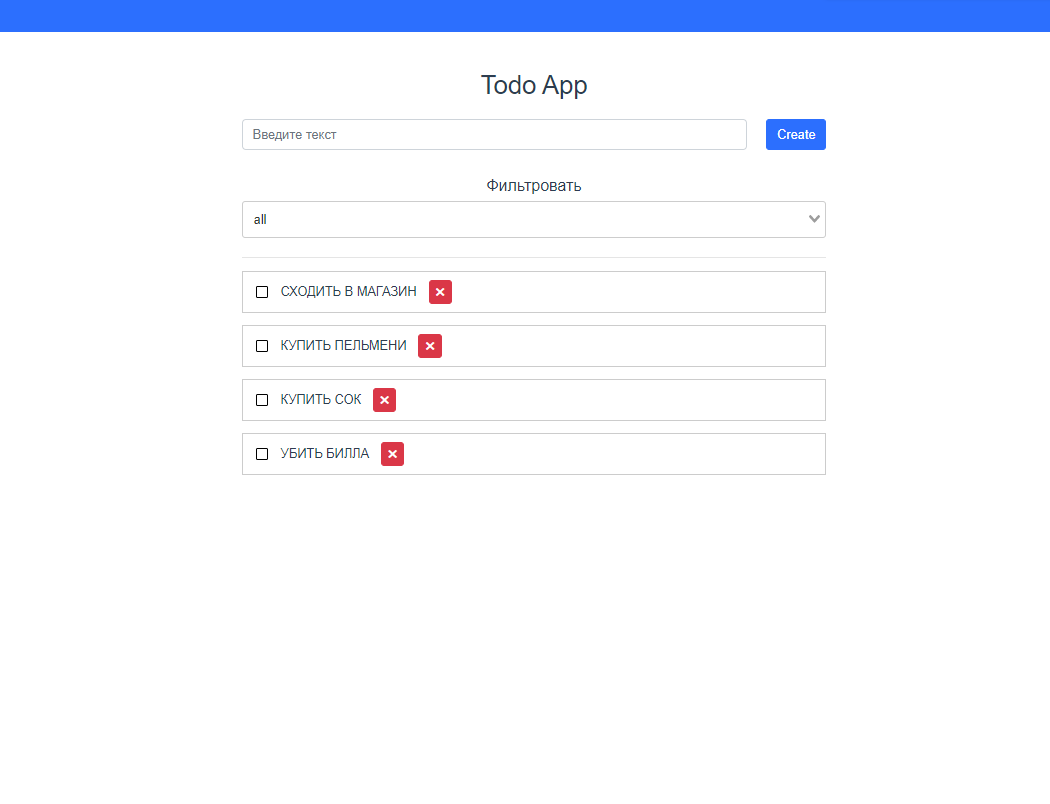 Todo App
Введите текст
Create
Фильтровать
all
СХОДИТЬ В МАГАЗИН
КУПИТЬ ПЕЛЬМЕНИ
КУПИТЬ СОК
УБИТЬ БИЛЛА